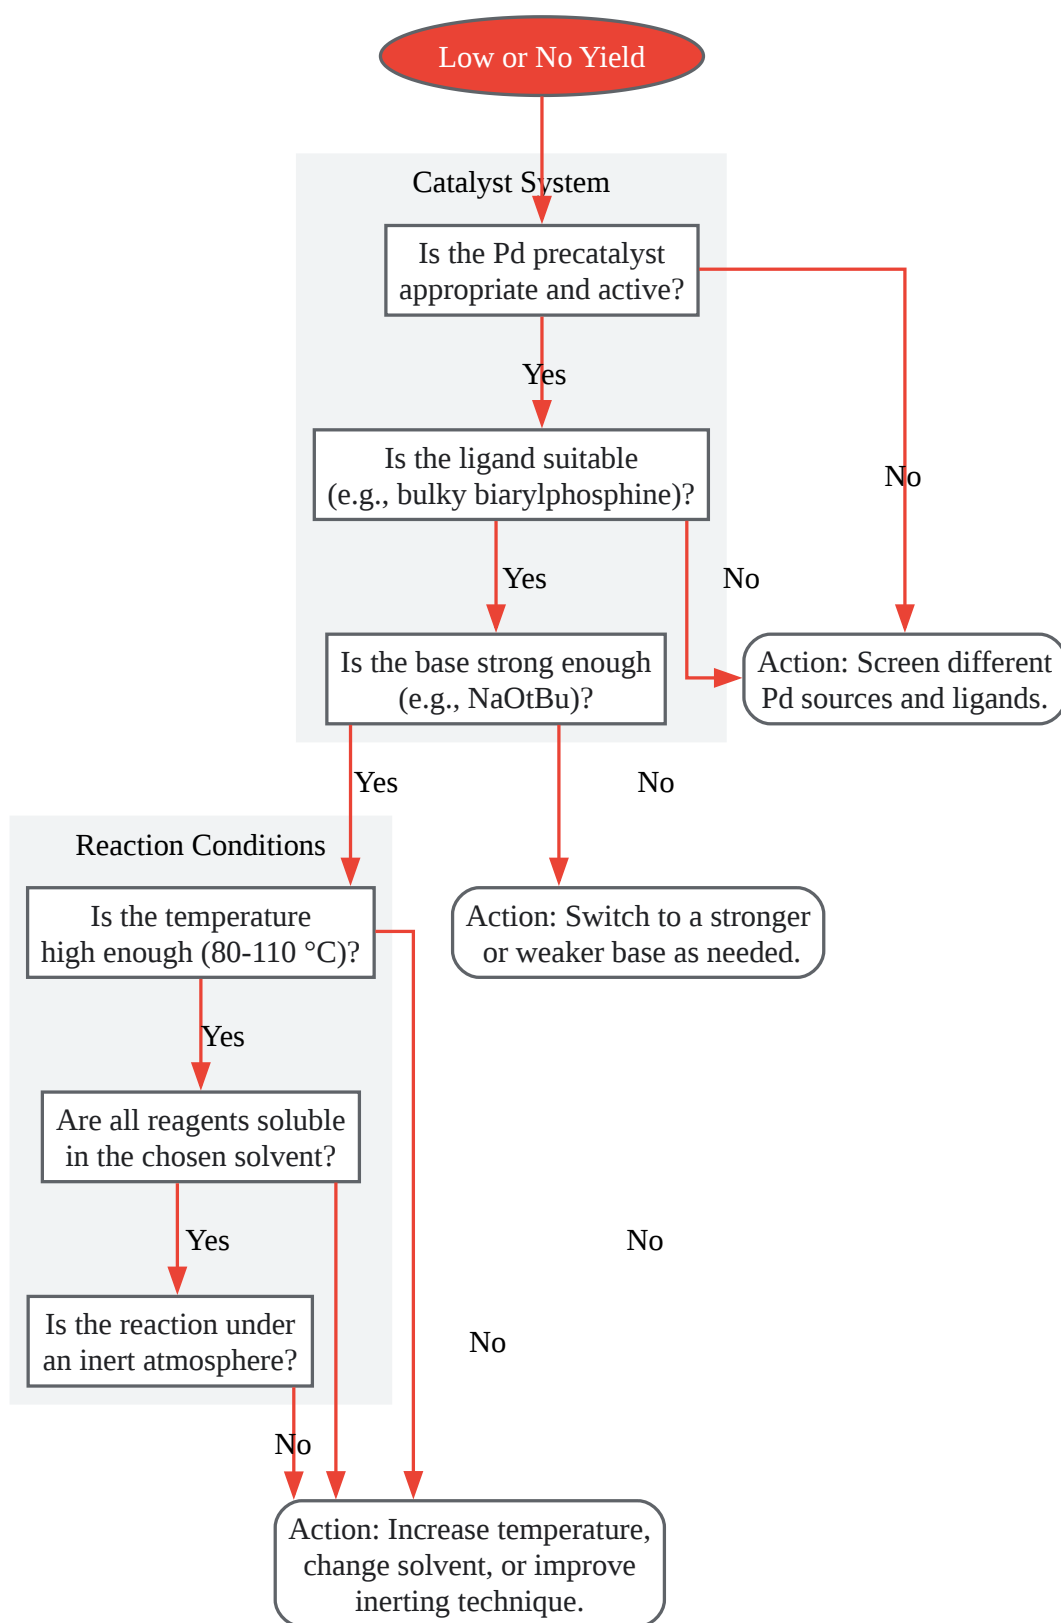 Low or No Yield
Catalyst System
Is the Pd precatalyst
appropriate and active?
Yes
No
Is the ligand suitable
(e.g., bulky biarylphosphine)?
Yes
No
Is the base strong enough
(e.g., NaOtBu)?
Action: Screen different
Pd sources and ligands.
Yes
No
Reaction Conditions
Is the temperature
high enough (80-110 °C)?
Action: Switch to a stronger
or weaker base as needed.
Yes
Are all reagents soluble
in the chosen solvent?
Yes
No
Is the reaction under
an inert atmosphere?
No
No
Action: Increase temperature,
change solvent, or improve
inerting technique.